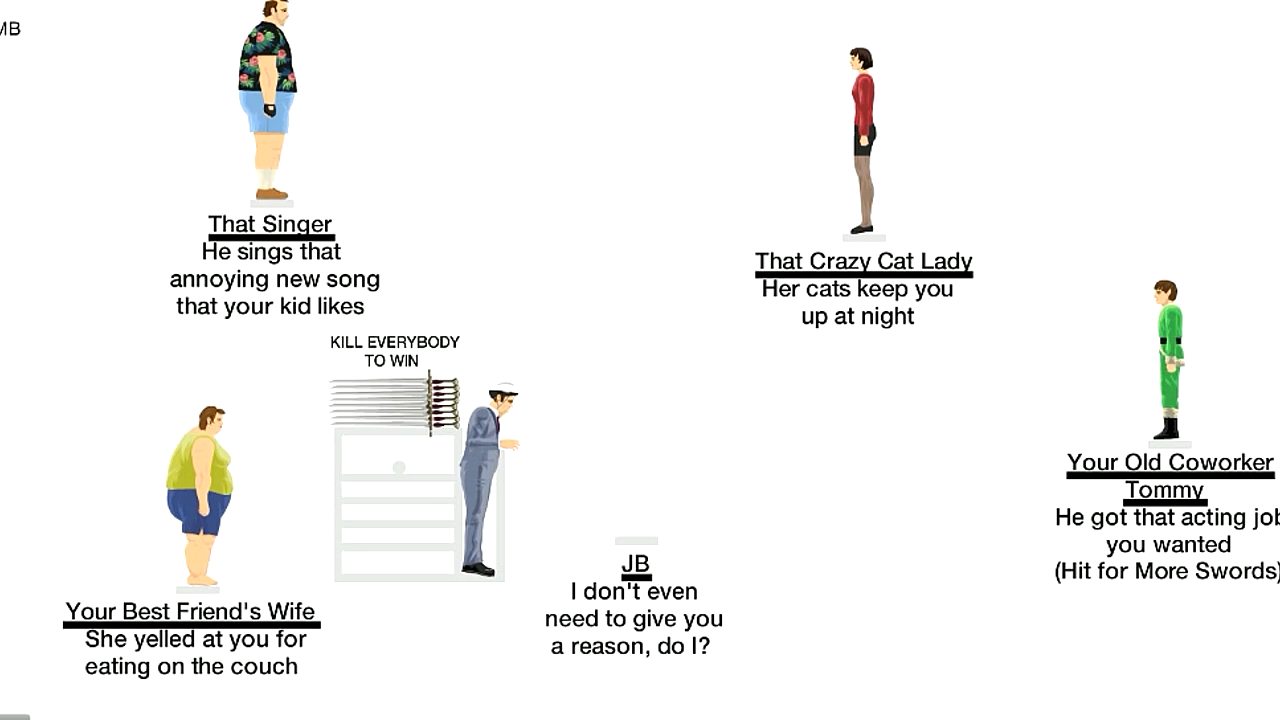 MB
That Singer
He sings that
annoying new song
that your kid likes
That Crazy Cat Lady
Her cats keep you
up at night
KILL EVERYBODY
TO WIN
Your Old Coworker
Tommy
He got that acting job
you wanted
(Hit for More Swords)
JB
I don't even
need to give you
a reason, do I?
Your Best Friend's Wife
She yelled at you for
eating on the couch